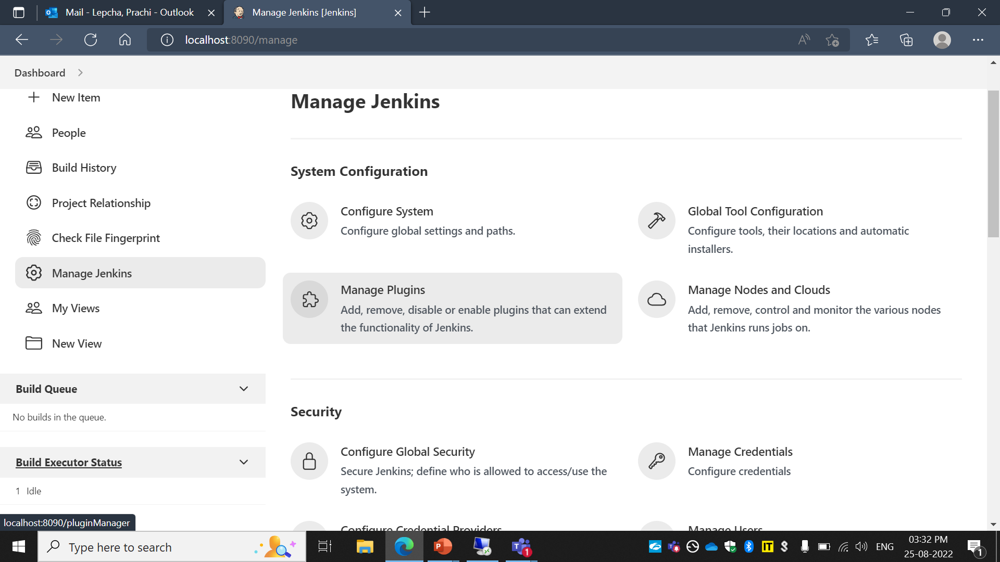 Mail - Lepcha, Prachi - Outlook
Manage Jenkins [Jenkins]
localhost:8090/manage
Dashboard
New Item
People
Build History
Project Relationship
Check File Fingerprint
Manage Jenkins
My Views
New View
Build Queue
No builds in the queue.
Build Executor Status
1 Idle
localhost:8090/pluginManager
Manage Jenkins
System Configuration
Configure System
Configure global settings and paths.
Global Tool Configuration
Configure tools, their locations and automatic
installers.
Manage Plugins
Add, remove, disable or enable plugins that can extend
the functionality of Jenkins.
Manage Nodes and Clouds
Add, remove, control and monitor the various nodes
that Jenkins runs jobs on.
Security
Configure Global Security
Secure Jenkins; define who is allowed to access/use the
system.
Manage Credentials
Configure credentials
Configure Credential Providers
Manage Users
Type here to search
1
IT
ENG
03:32 PM
25-08-2022
1